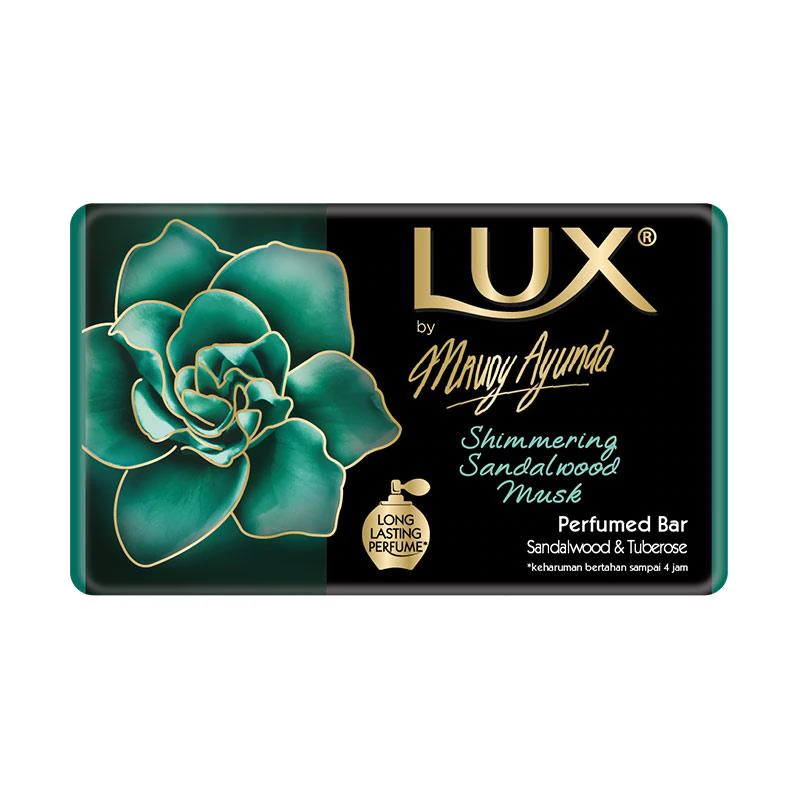 LUX®
by
Maudy Ayunda
Shimmering
Sandalwood
Musk
LONG
LASTING
PERFUME*
Perfumed Bar
Sandalwood & Tuberose
*keharuman bertahan sampai 4 jam